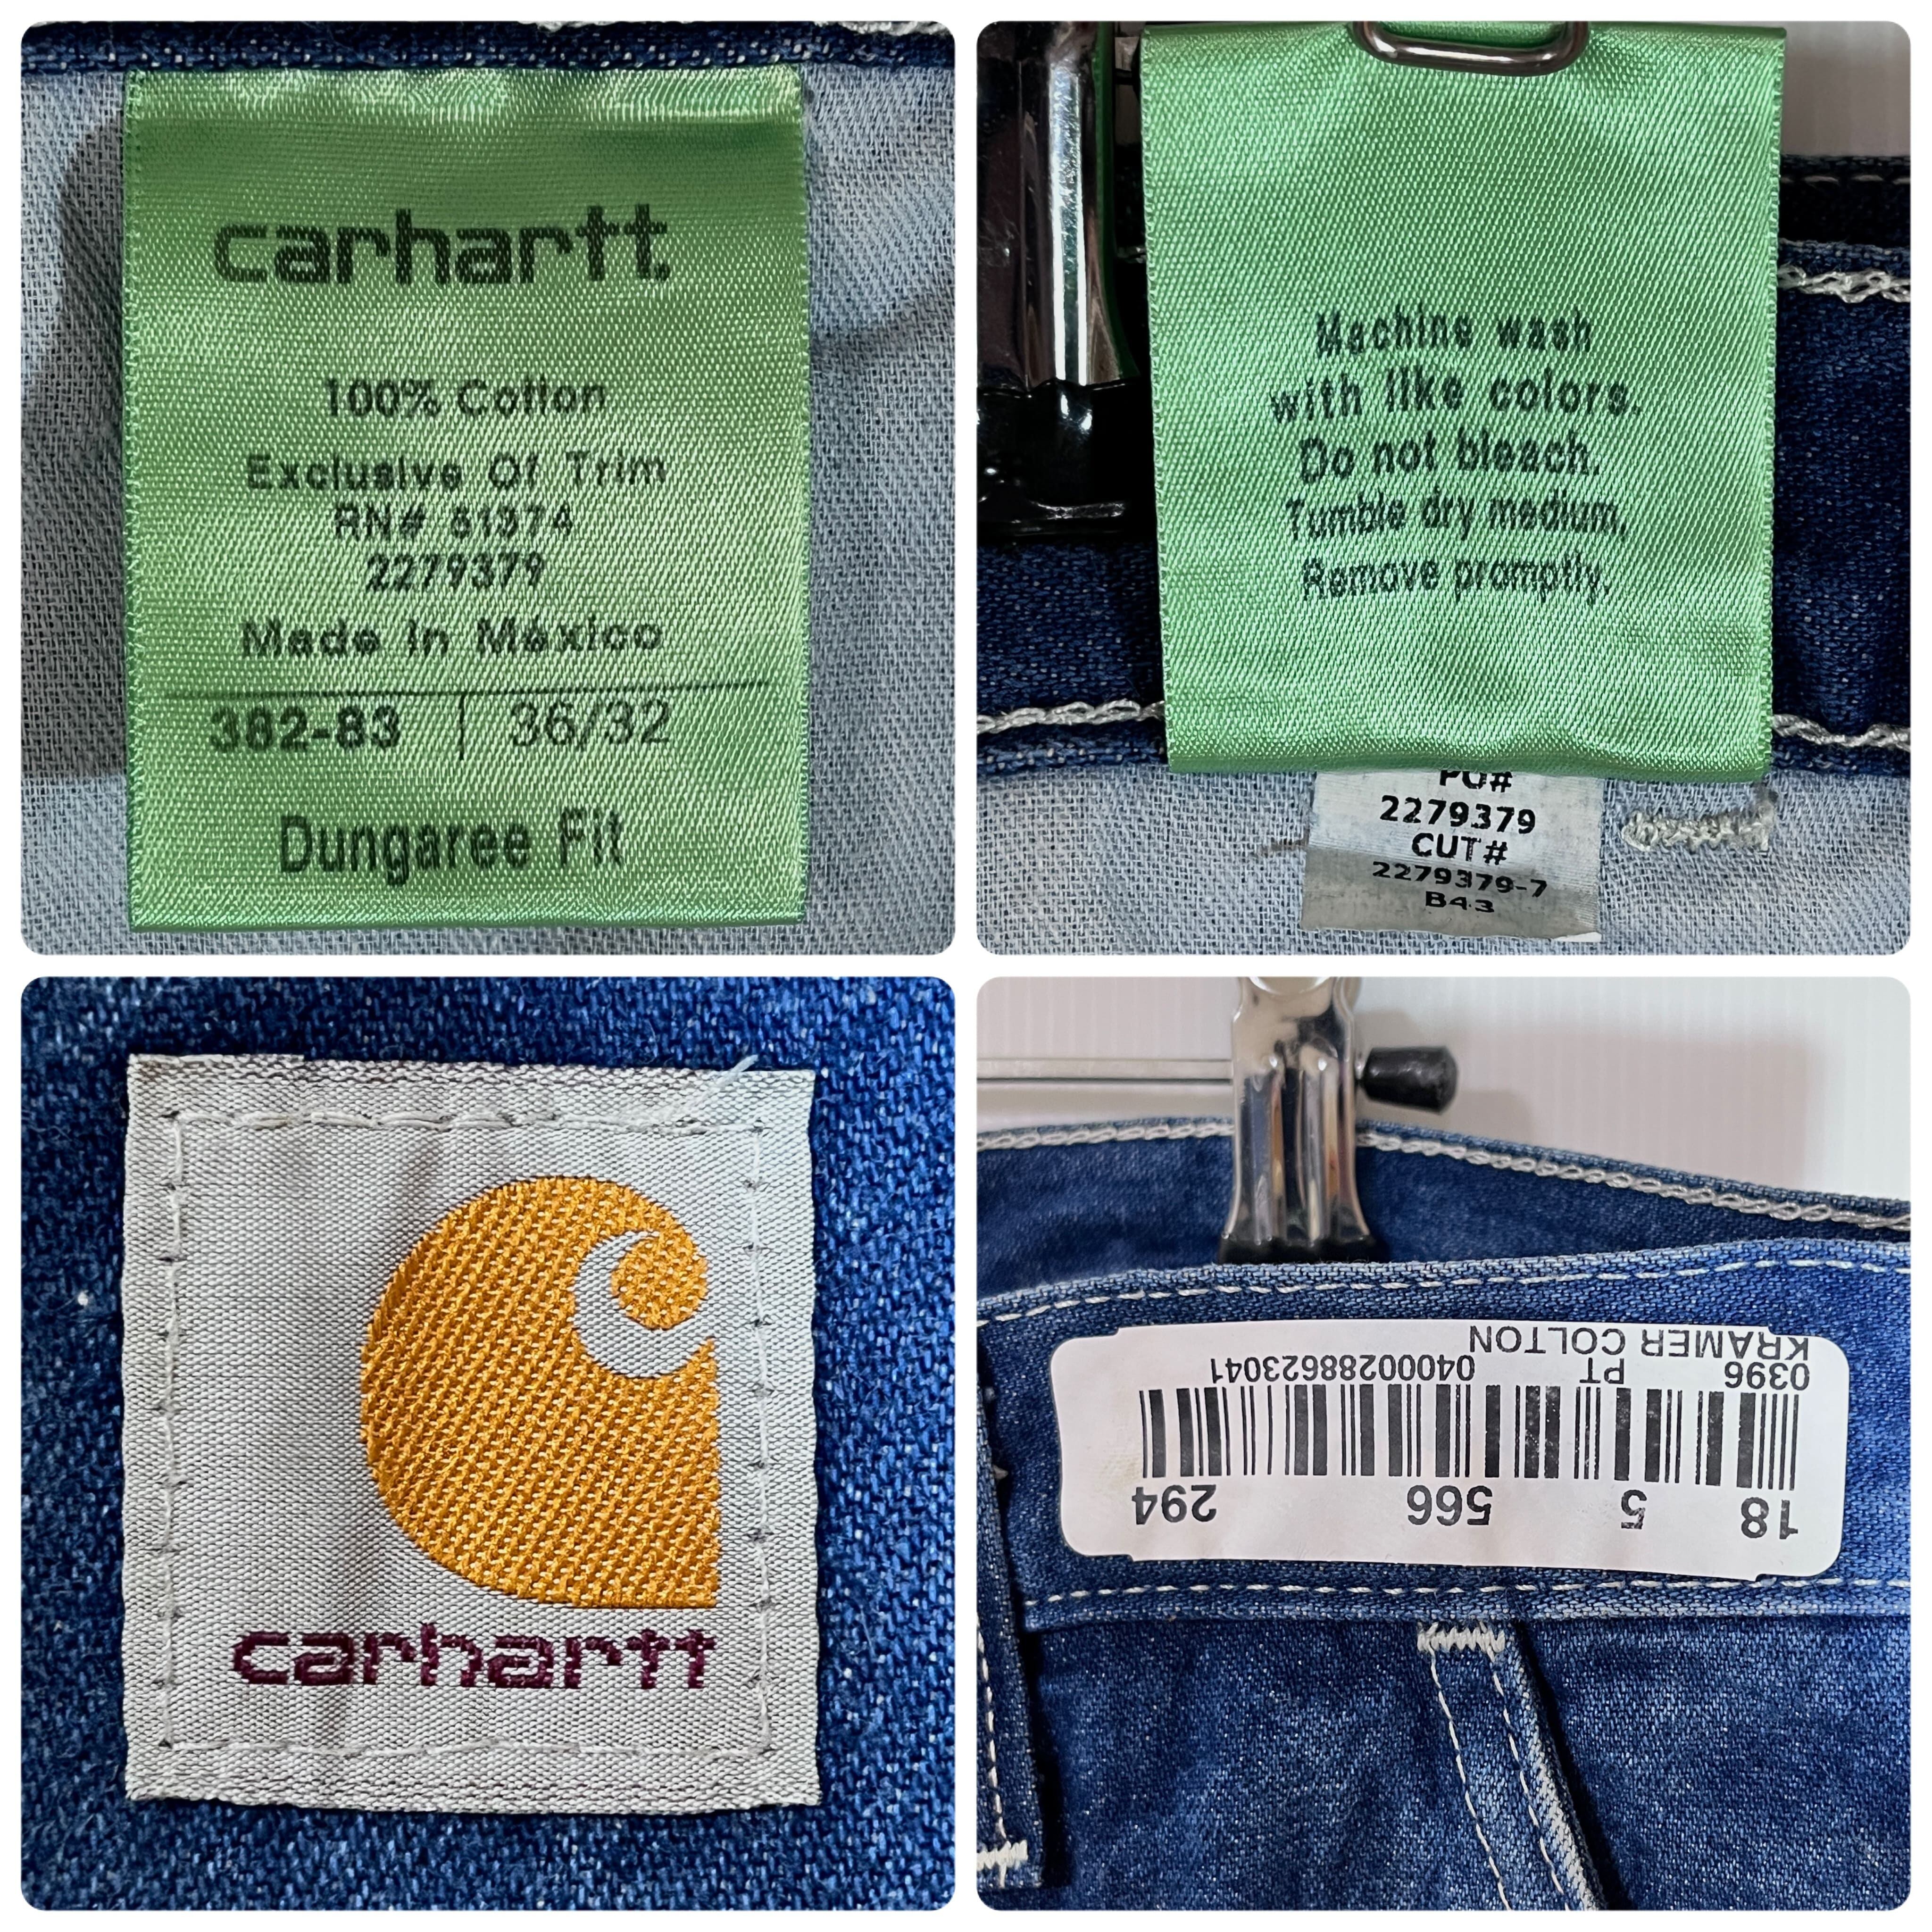 carhartt.
100% Cotton
Exclusive Of Trim
RN# 61374
2279379
Made In Mexico
382-83 | 36/32
Dungaree Fit
Machine wash
with like colors.
Do not bleach.
Tumble dry medium.
Remove promptly.
PO#
2279379
CUT#
2279379-7
B43
carhartt
KRAMER COLTON
0396 PT 04000288623041
18 5 566 294